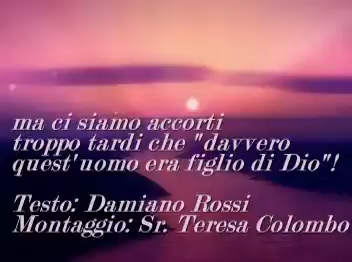 ma ci siamo accorti
troppo tardi che "davvero
quest'uomo era figlio di Dio"!
Testo: Damiano Rossi
Montaggio: Sr. Teresa Colombo